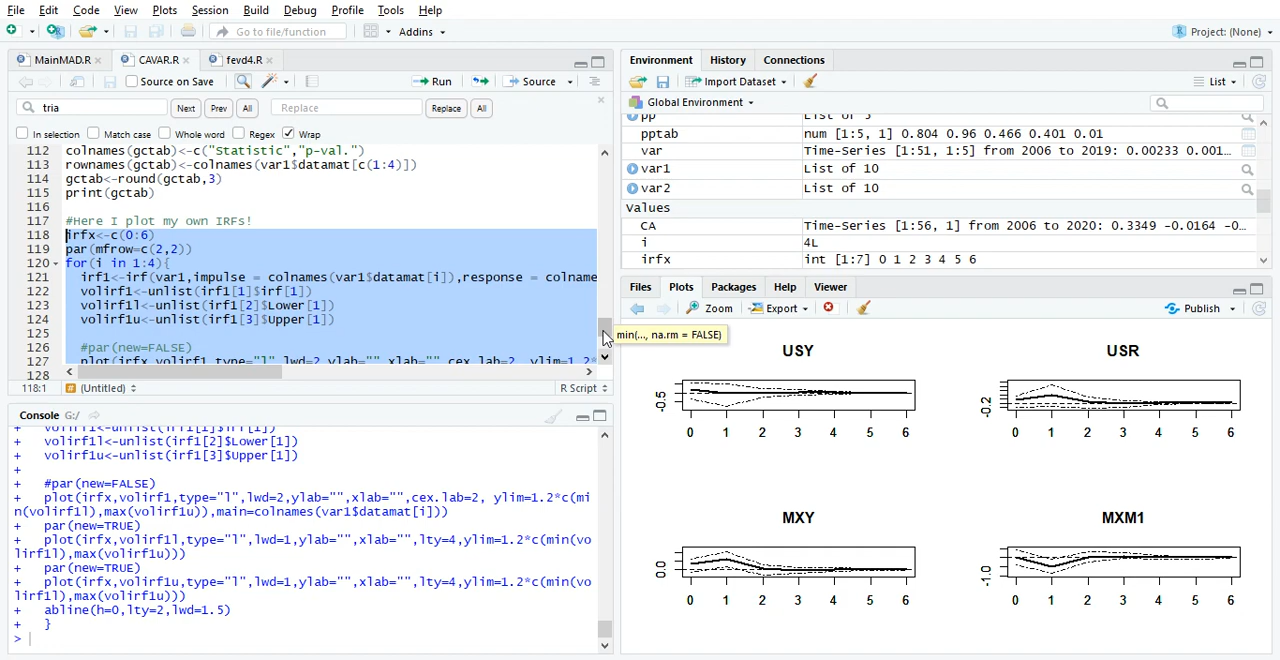 File Edit Code View Plots Session Build Debug Profile Tools Help
Go to file/function Addins Project: (None)
MainMAD.R CAVAR.R fevd4.R
Source on Save Run Source
tria Next Prev All Replace Replace All
In selection Match case Whole word Regex Wrap
112 colnames(gctab)<-c("Statistic","p-val.")
113 rownames(gctab)<-colnames(var1$datamat[c(1:4)])
114 gctab<-round(gctab,3)
115 print(gctab)
116
117 #Here I plot my own IRFs!
118 irfx<-c(0:6)
119 par(mfrow=c(2,2))
120 for(i in 1:4){
121 irf1<-irf(var1,impulse = colnames(var1$datamat[i]),response = colname
122 volirf1<-unlist(irf1[1]$irf[1])
123 volirf1l<-unlist(irf1[2]$Lower[1])
124 volirf1u<-unlist(irf1[3]$Upper[1])
125
126 #par(new=FALSE)
127 plot(irfx,volirf1,type="l",lwd=2,ylab="",xlab="",cex.lab=2, ylim=1.2*
128
118:1 (Untitled) R Script
Console G:/
+ volirf1<-unlist(irf1[1]$irf[1])
+ volirf1l<-unlist(irf1[2]$Lower[1])
+ volirf1u<-unlist(irf1[3]$Upper[1])
+
+ #par(new=FALSE)
+ plot(irfx,volirf1,type="l",lwd=2,ylab="",xlab="",cex.lab=2, ylim=1.2*c(mi
n(volirf1l),max(volirf1u)),main=colnames(var1$datamat[i]))
+ par(new=TRUE)
+ plot(irfx,volirf1l,type="l",lwd=1,ylab="",xlab="",lty=4,ylim=1.2*c(min(vo
lirf1l),max(volirf1u)))
+ par(new=TRUE)
+ plot(irfx,volirf1u,type="l",lwd=1,ylab="",xlab="",lty=4,ylim=1.2*c(min(vo
lirf1l),max(volirf1u)))
+ abline(h=0,lty=2,lwd=1.5)
+ }
>
Environment History Connections
Import Dataset List
Global Environment
pp List of 5
pptab num [1:5, 1] 0.804 0.96 0.466 0.401 0.01
var Time-Series [1:51, 1:5] from 2006 to 2019: 0.00233 0.001...
var1 List of 10
var2 List of 10
Values
CA Time-Series [1:56, 1] from 2006 to 2020: 0.3349 -0.0164 -0...
i 4L
irfx int [1:7] 0 1 2 3 4 5 6
Files Plots Packages Help Viewer
Zoom Export Publish
min(..., na.rm = FALSE)
USY USR
-0.5 -0.2
0 1 2 3 4 5 6 0 1 2 3 4 5 6
MXY MXM1
0.0 -1.0
0 1 2 3 4 5 6 0 1 2 3 4 5 6